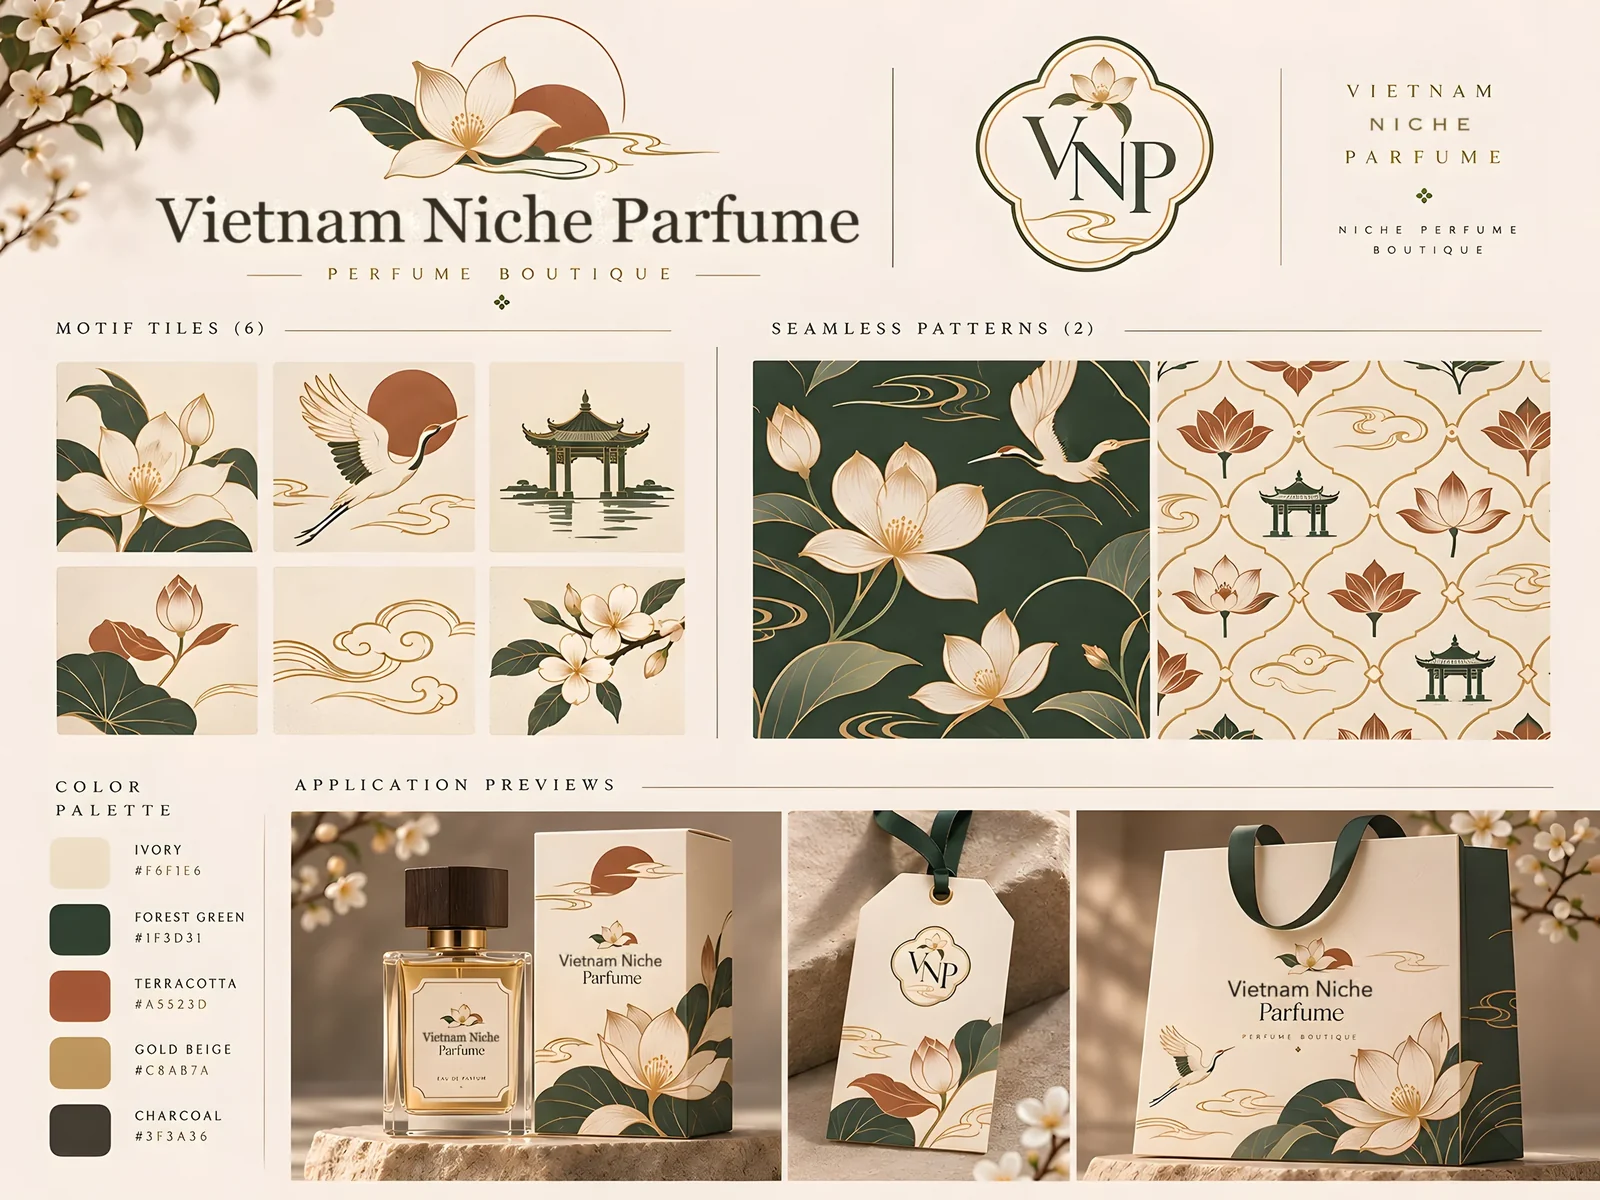 Vietnam Niche Parfume
PERFUME BOUTIQUE
VNP
VIETNAM
NICHE
PARFUME
NICHE PERFUME
BOUTIQUE
MOTIF TILES (6)
SEAMLESS PATTERNS (2)
COLOR
PALETTE
IVORY
#F6F1E6
FOREST GREEN
#1F3D31
TERRACOTTA
#A5523D
GOLD BEIGE
#C8AB7A
CHARCOAL
#3F3A36
APPLICATION PREVIEWS
Vietnam Niche
Parfume
EAU DE PARFUM
Vietnam Niche
Parfume
VNP
Vietnam Niche
Parfume
PERFUME BOUTIQUE